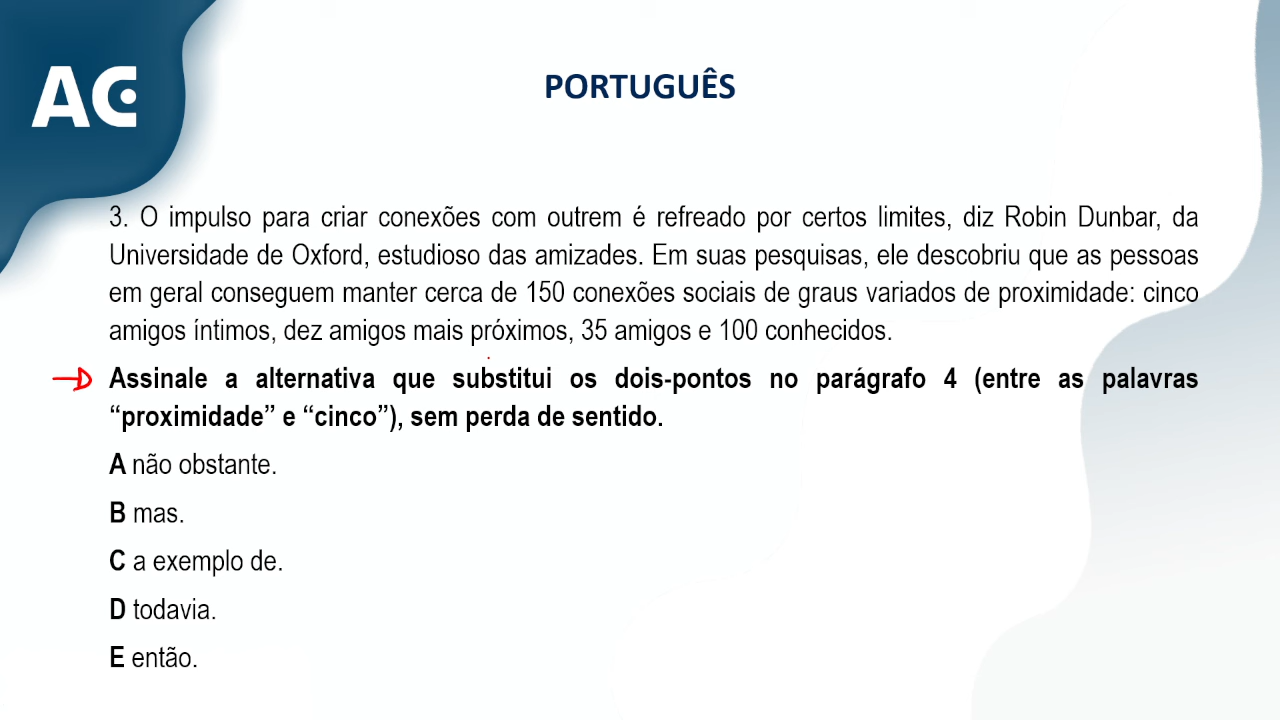 AC
PORTUGUÊS
3. O impulso para criar conexões com outrem é refreado por certos limites, diz Robin Dunbar, da
Universidade de Oxford, estudioso das amizades. Em suas pesquisas, ele descobriu que as pessoas
em geral conseguem manter cerca de 150 conexões sociais de graus variados de proximidade: cinco
amigos íntimos, dez amigos mais próximos, 35 amigos e 100 conhecidos.
Assinale a alternativa que substitui os dois-pontos no parágrafo 4 (entre as palavras
“proximidade” e “cinco”), sem perda de sentido.
A não obstante.
B mas.
C a exemplo de.
D todavia.
E então.